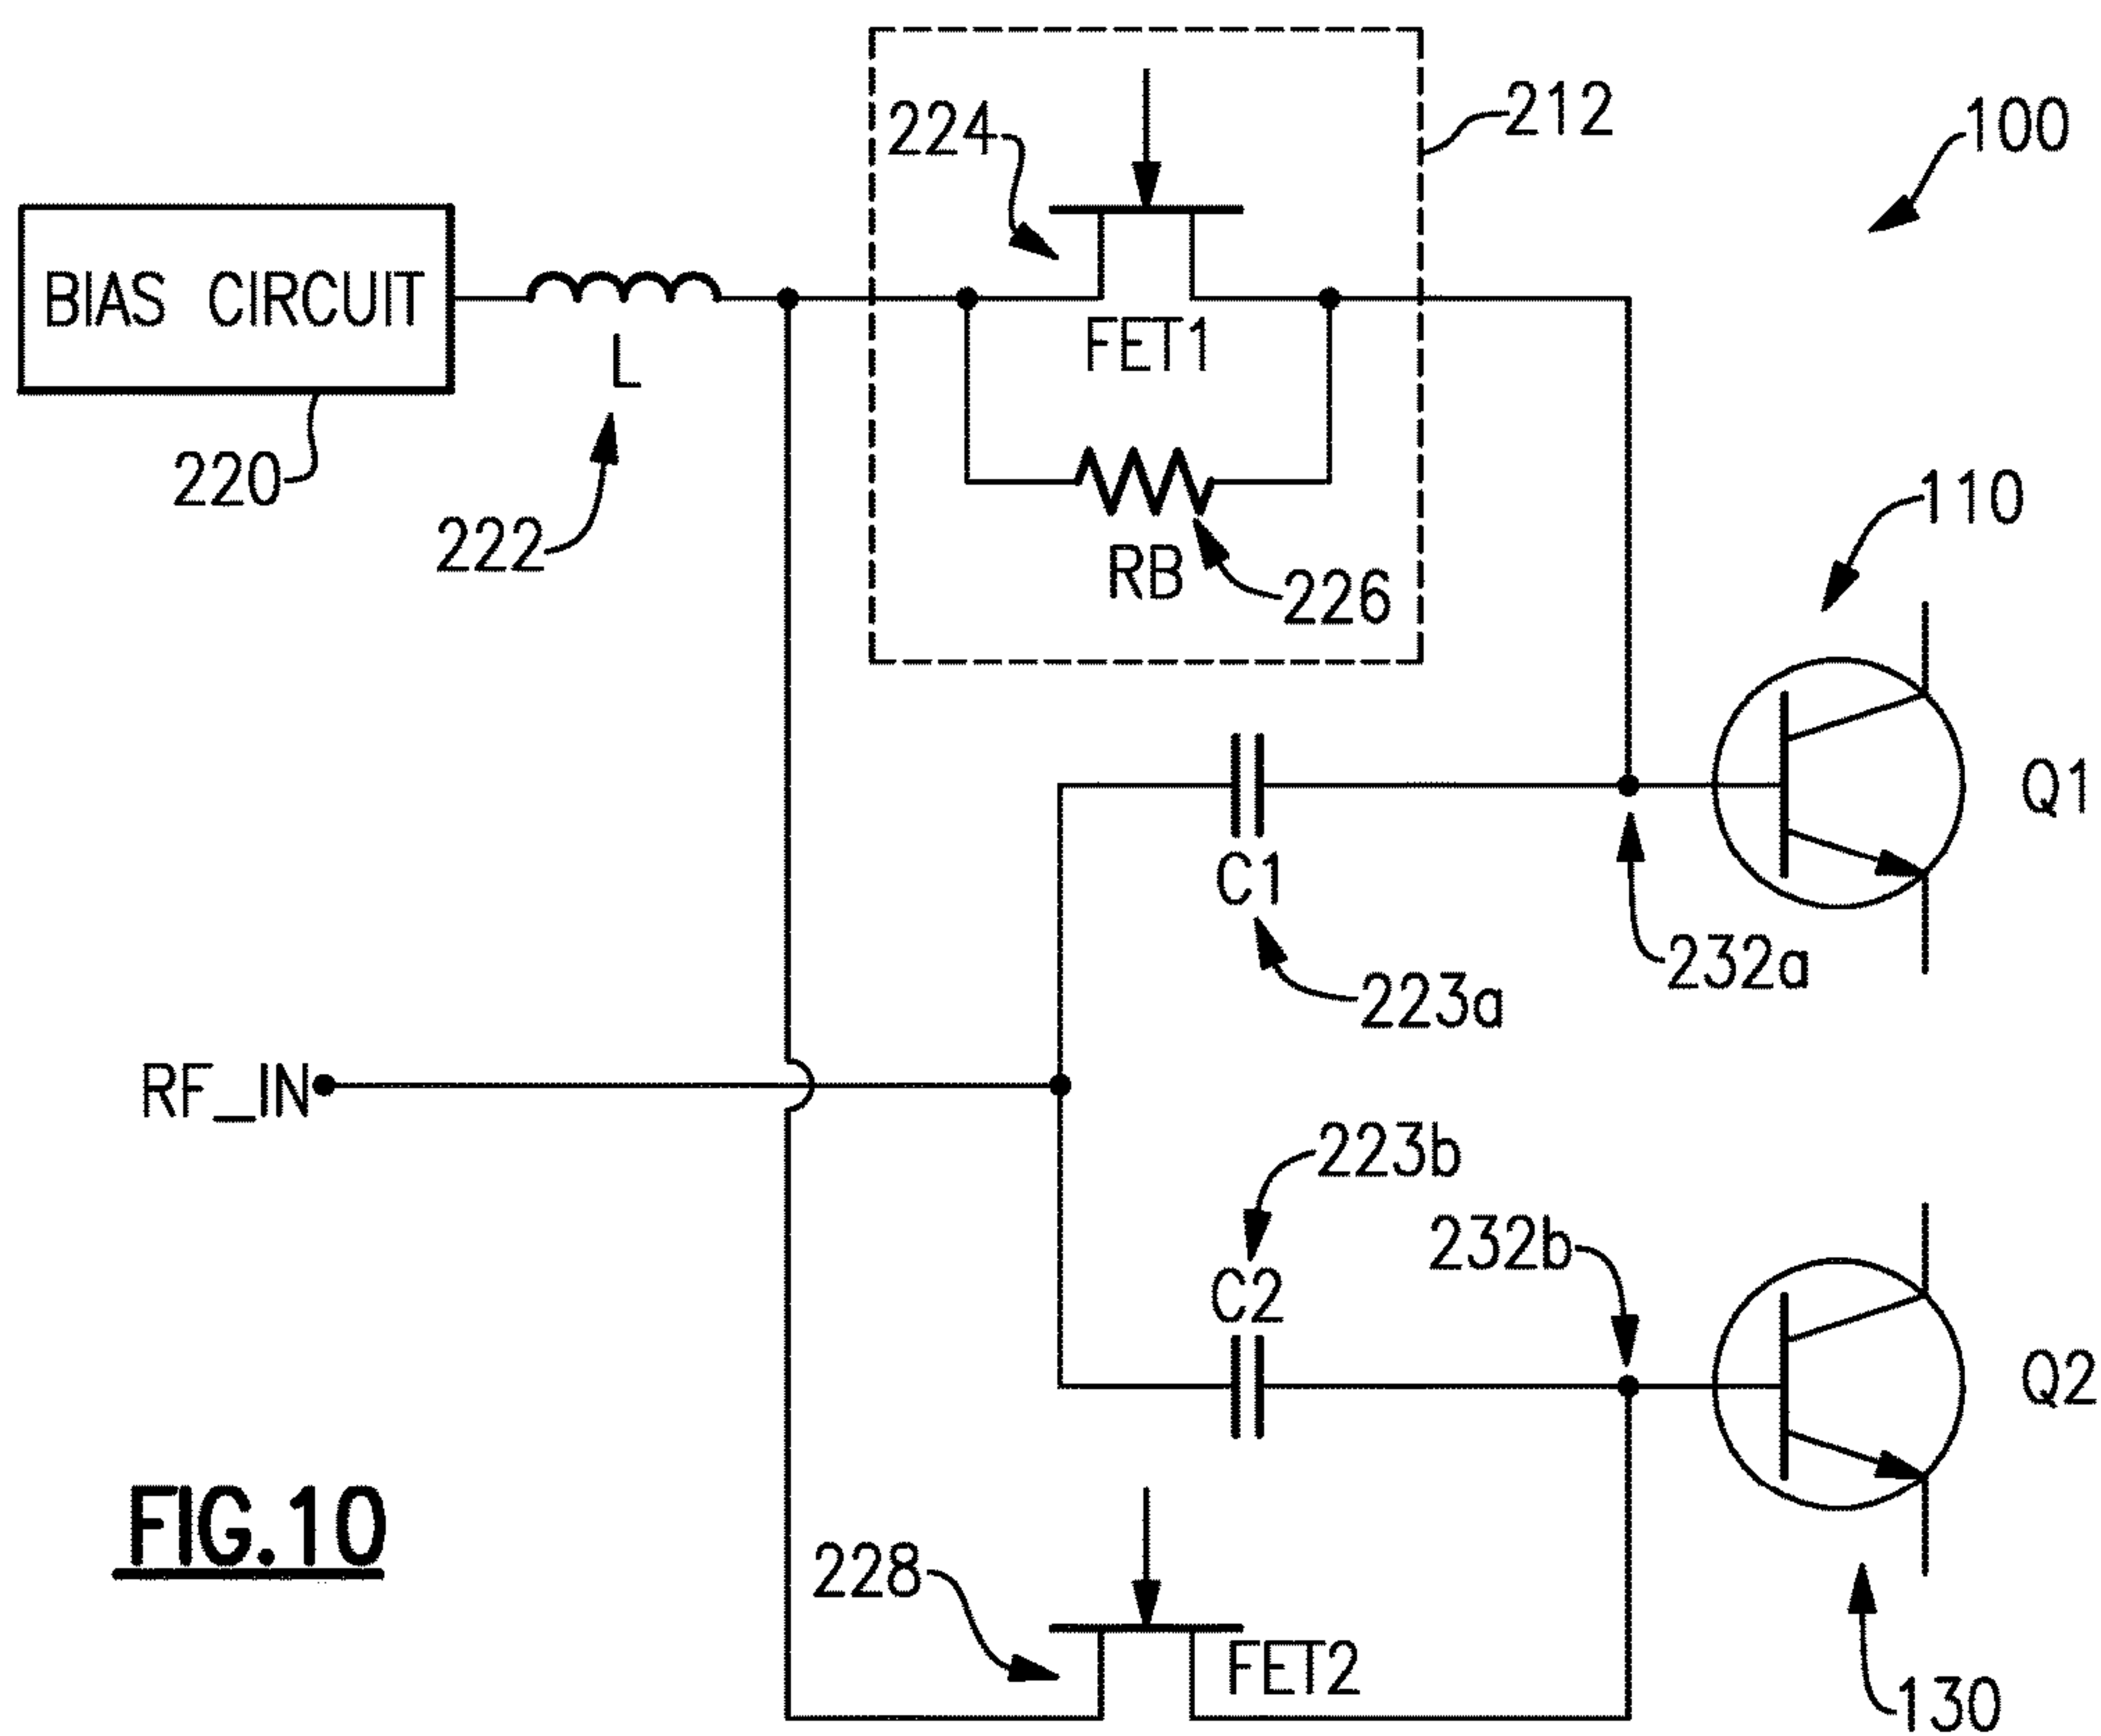 212
100
224
BIAS CIRCUIT
FET1
L
220
222
RB
226
110
Q1
C1
232a
223a
RF_IN
223b
232b
C2
Q2
FIG.10
228
FET2
130